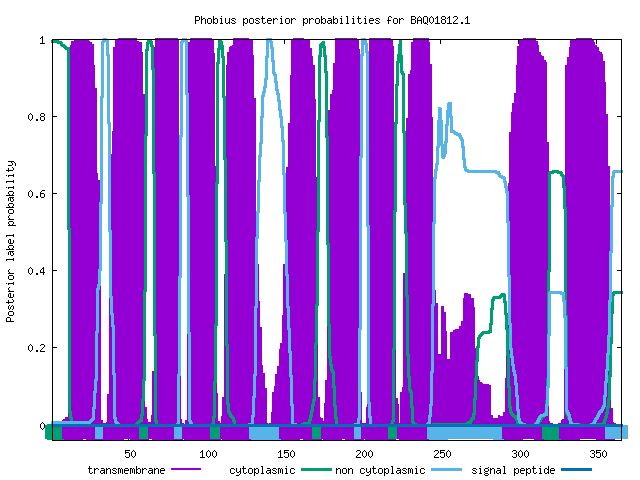 Phobius posterior probabilities for BAQ01812.1
Posterior label probability
1
0.8
0.6
0.4
0.2
0
50 100 150 200 250 300 350
transmembrane cytoplasmic non cytoplasmic signal peptide